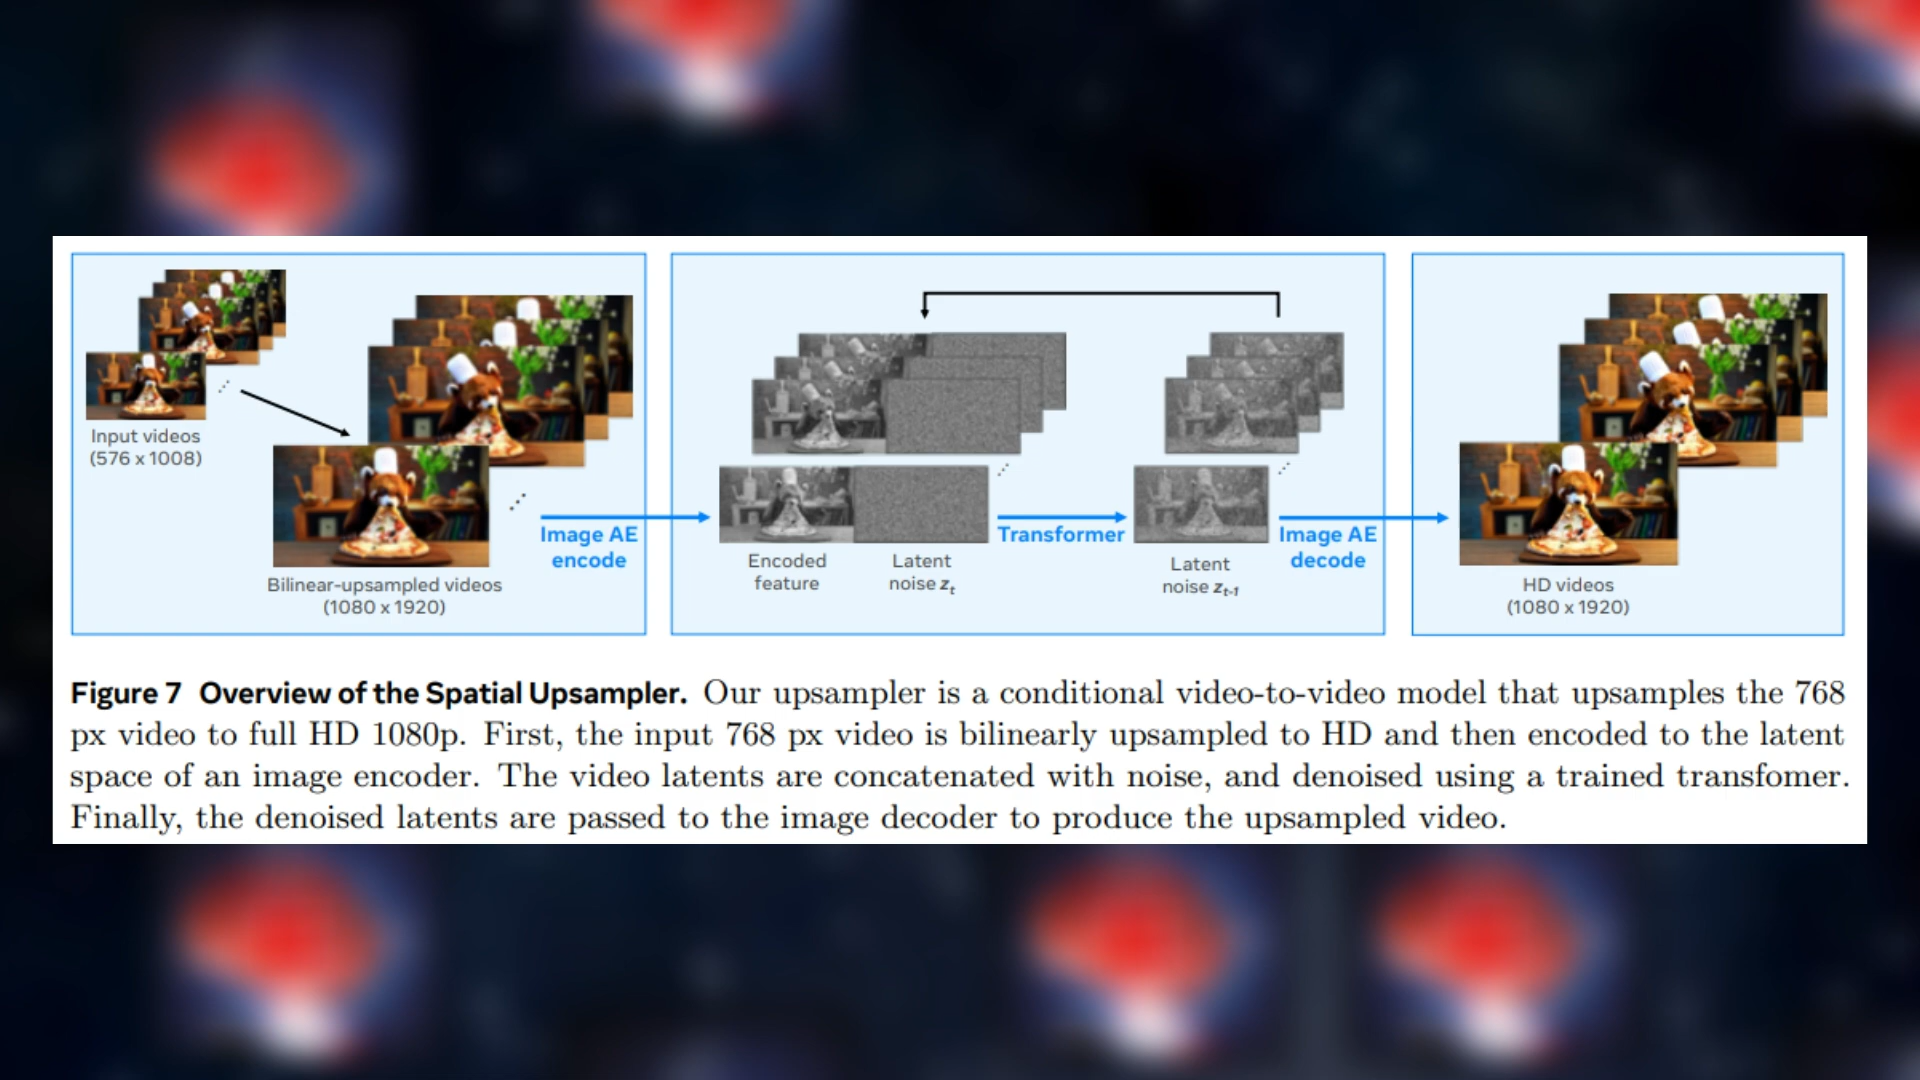 Input videos
(576 x 1008)
Bilinear-upsampled videos
(1080 x 1920)
Image AE
encode
Encoded
feature
Latent
noise zt
Transformer
Latent
noise zt-1
Image AE
decode
HD videos
(1080 x 1920)
Figure 7 Overview of the Spatial Upsampler. Our upsampler is a conditional video-to-video model that upsamples the 768
px video to full HD 1080p. First, the input 768 px video is bilinearly upsampled to HD and then encoded to the latent
space of an image encoder. The video latents are concatenated with noise, and denoised using a trained transfomer.
Finally, the denoised latents are passed to the image decoder to produce the upsampled video.